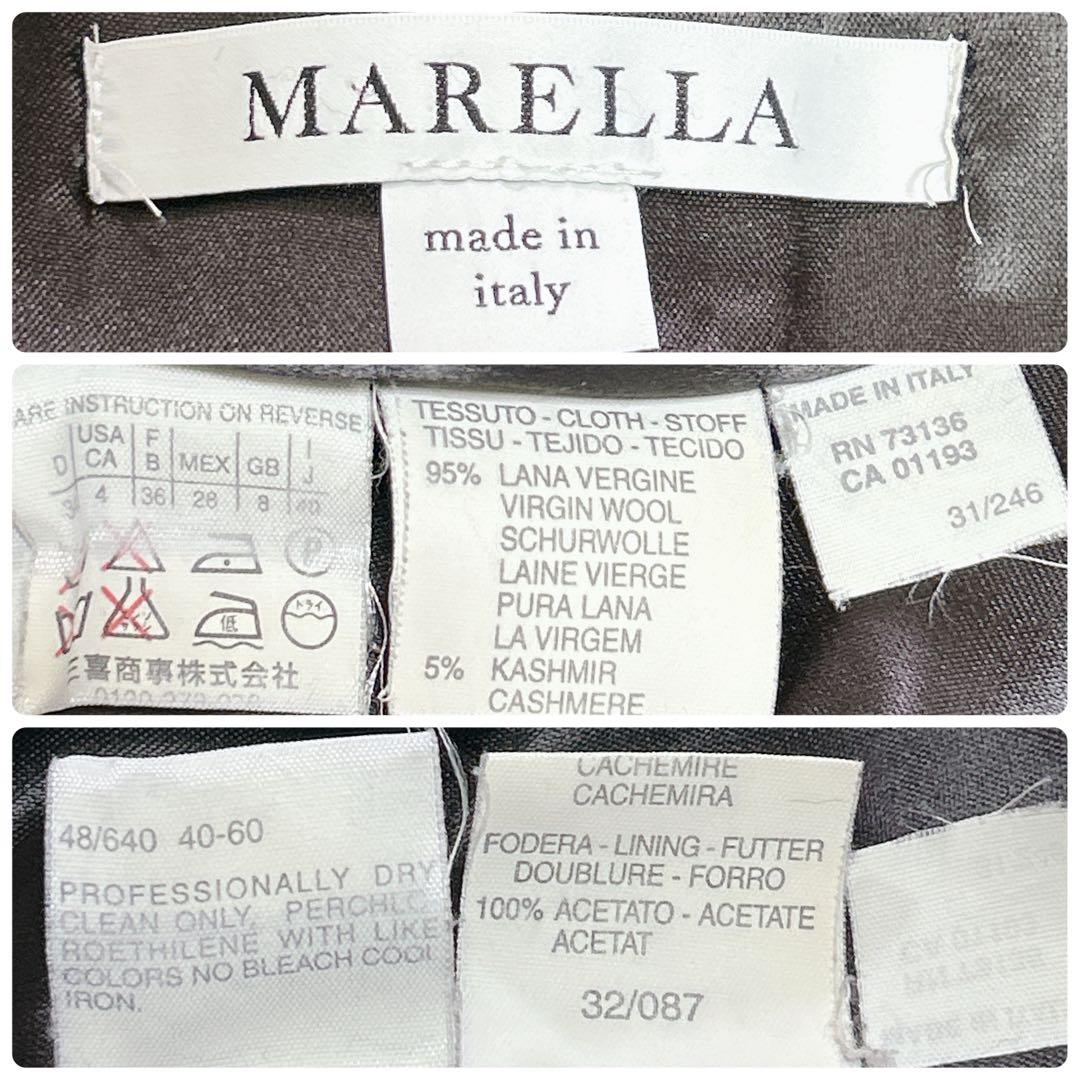 MARELLA
made in
italy
ARE INSTRUCTION ON REVERSE
D USA CA F B MEX GB I J
3 4 36 28 8 40
P
低 ドライ
三喜商事株式会社
TESSUTO - CLOTH - STOFF
TISSU - TEJIDO - TECIDO
95% LANA VERGINE
VIRGIN WOOL
SCHURWOLLE
LAINE VIERGE
PURA LANA
LA VIRGEM
5% KASHMIR
CASHMERE
MADE IN ITALY
RN 73136
CA 01193
31/246
48/640 40-60
PROFESSIONALLY DRY
CLEAN ONLY, PERCHLO
ROETHILENE WITH LIKE
COLORS NO BLEACH COOL
IRON.
CACHEMIRE
CACHEMIRA
FODERA - LINING - FUTTER
DOUBLURE - FORRO
100% ACETATO - ACETATE
ACETAT
32/087